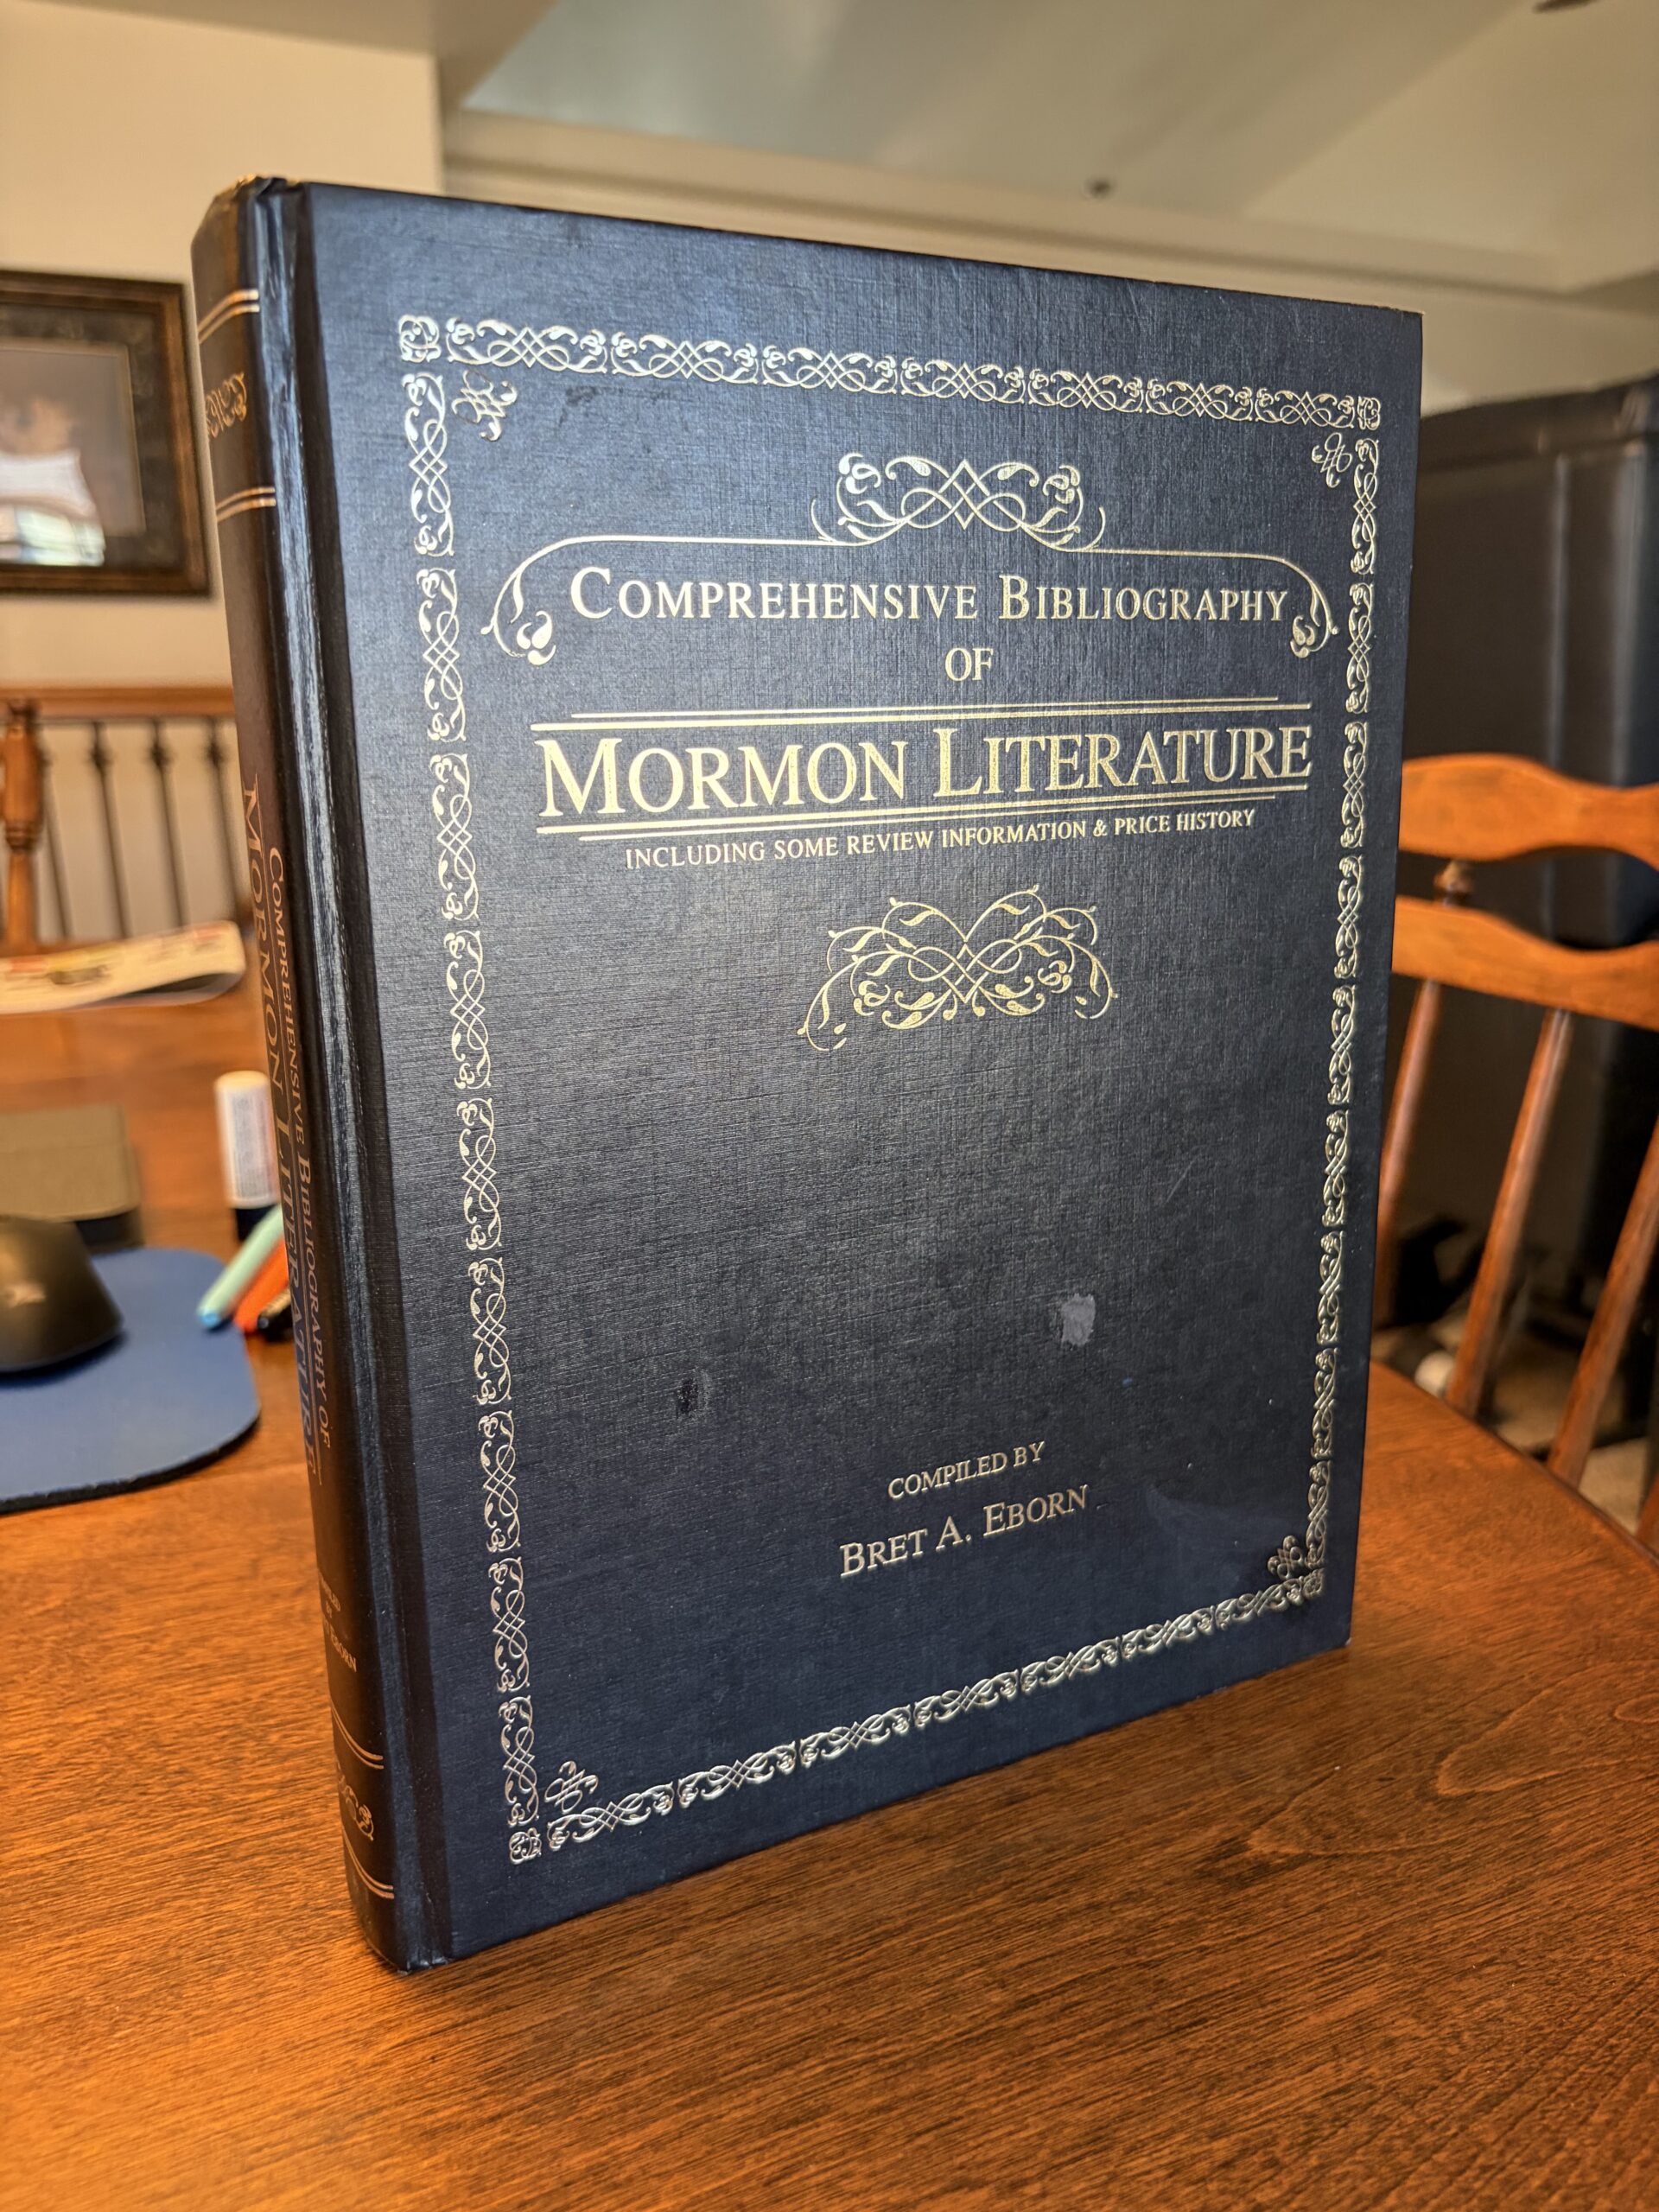 COMPREHENSIVE BIBLIOGRAPHY
OF
MORMON LITERATURE
INCLUDING SOME REVIEW INFORMATION & PRICE HISTORY
COMPILED BY
BRET A. EBORN
COMPREHENSIVE BIBLIOGRAPHY OF
MORMON LITERATURE
EBORN